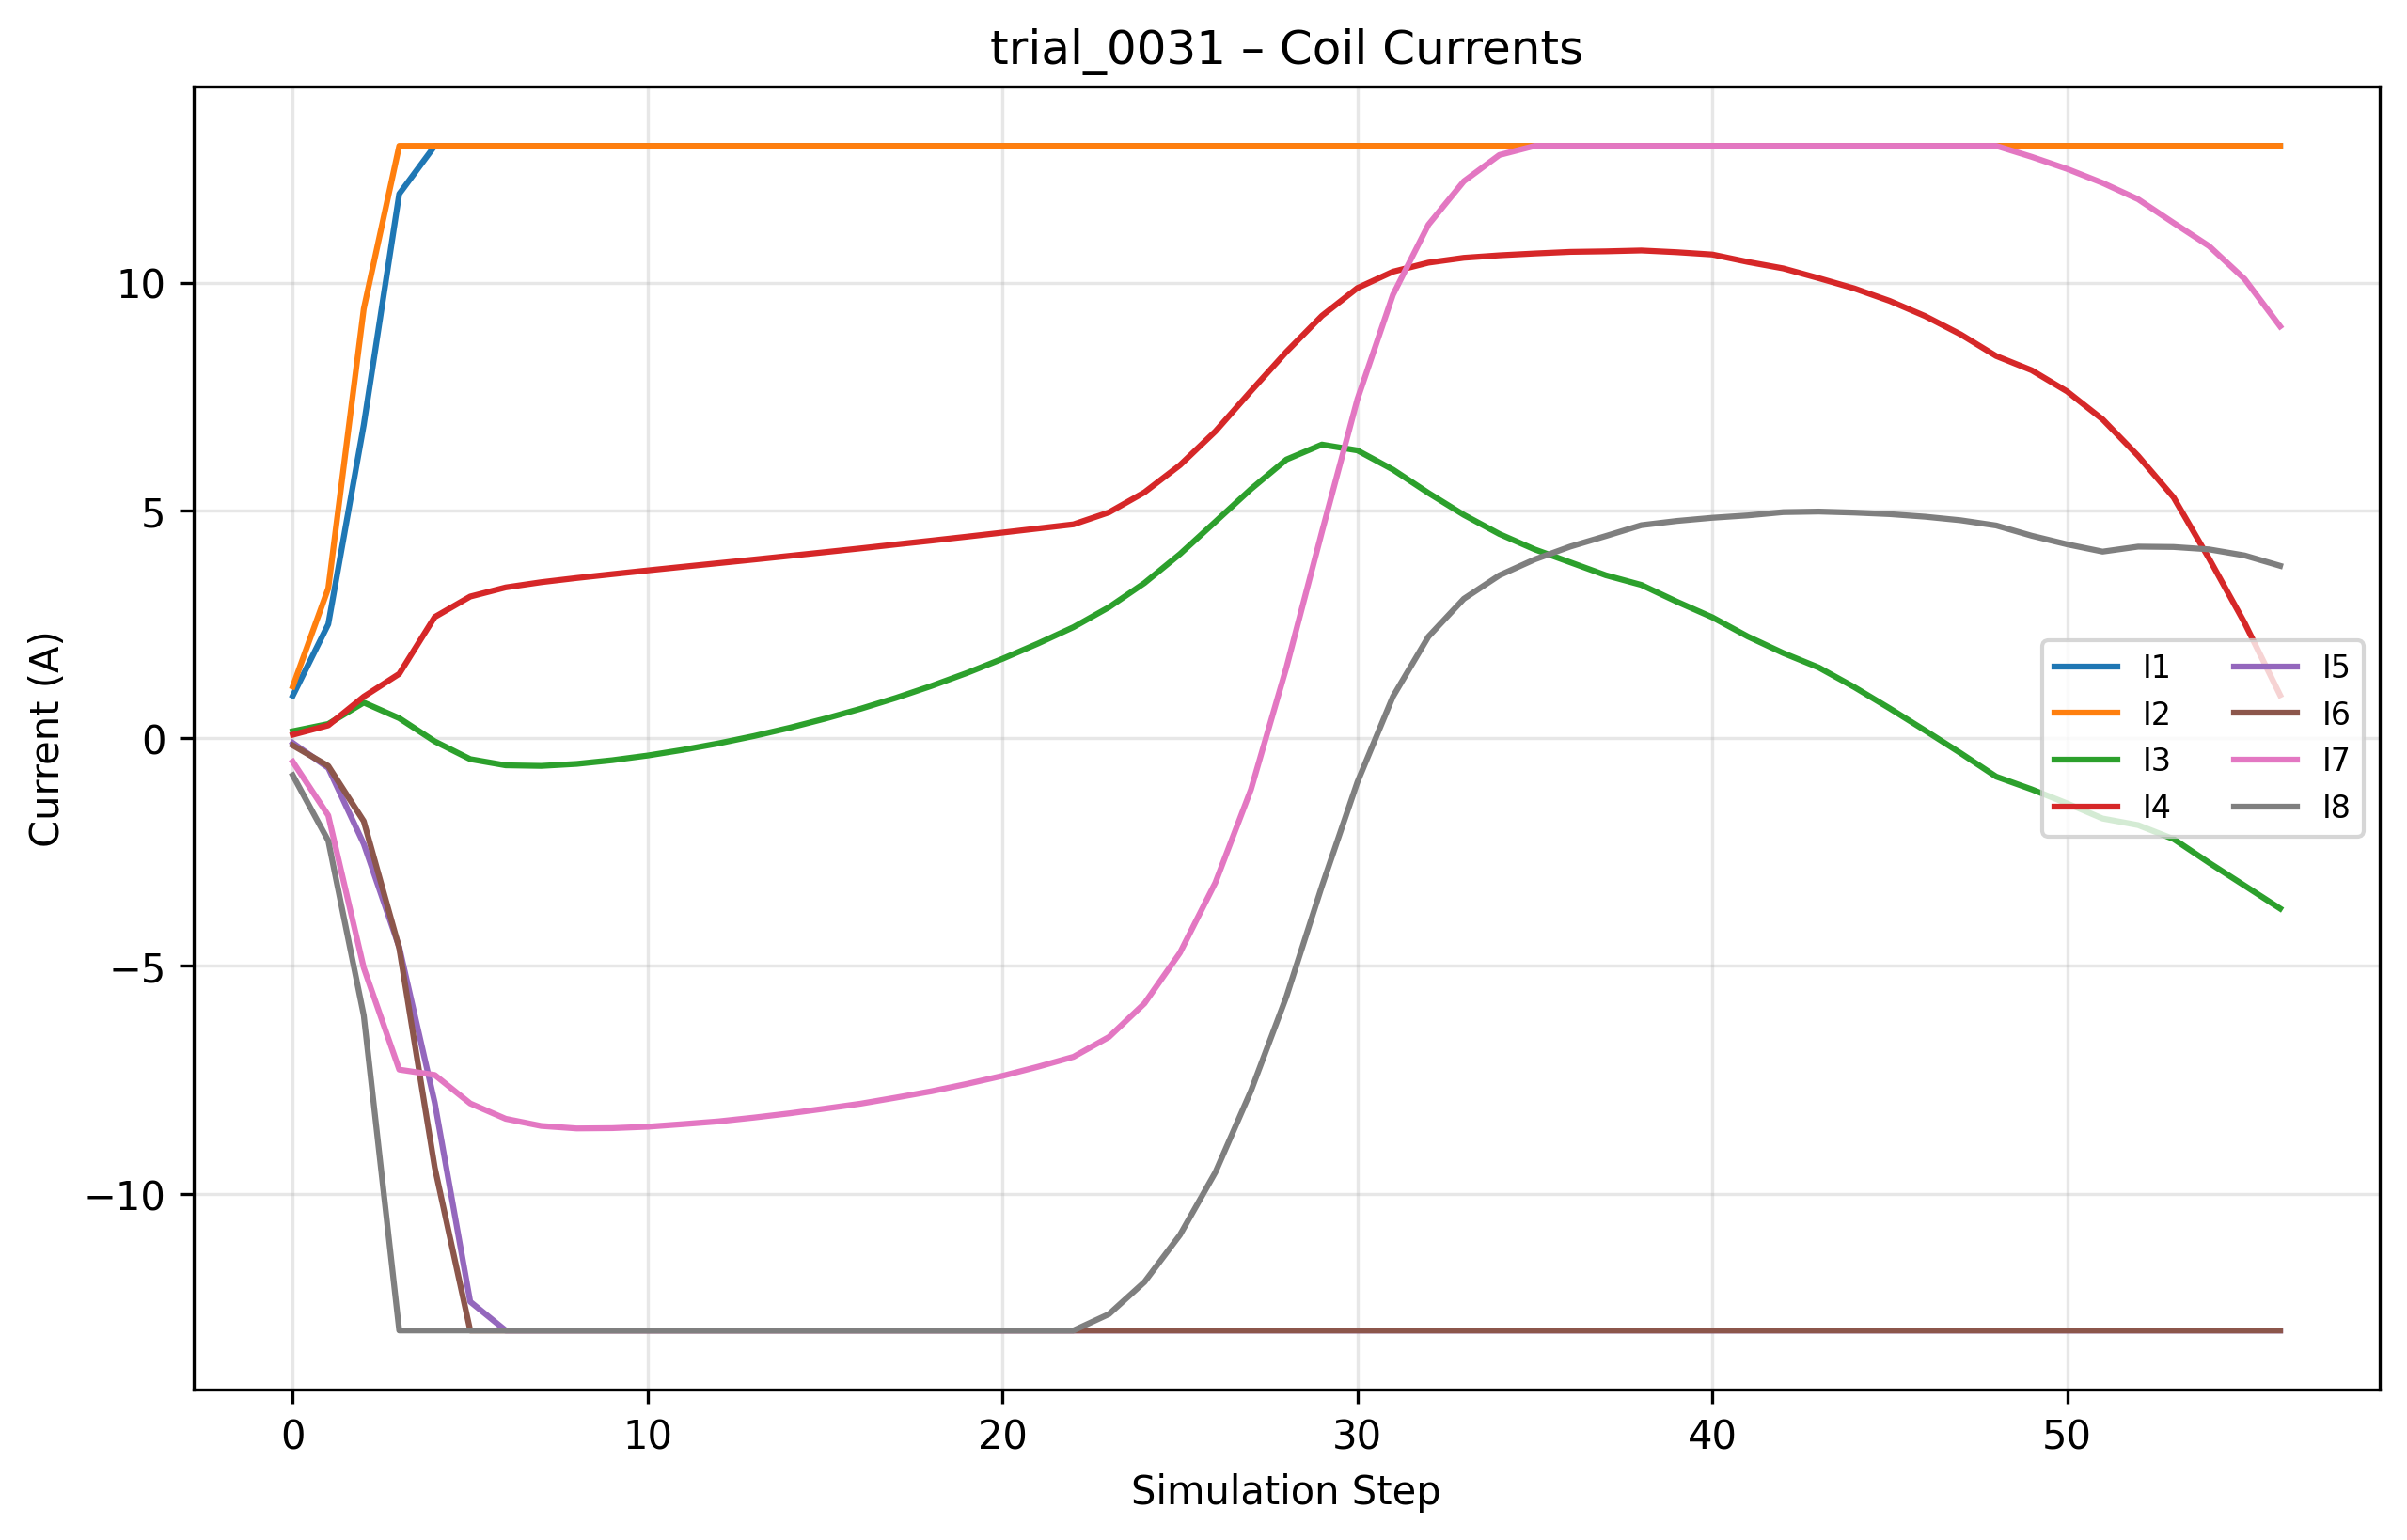 trial_0031 – Coil Currents
Current (A)
10
5
0
−5
−10
0 10 20 30 40 50
Simulation Step
I1 I5
I2 I6
I3 I7
I4 I8